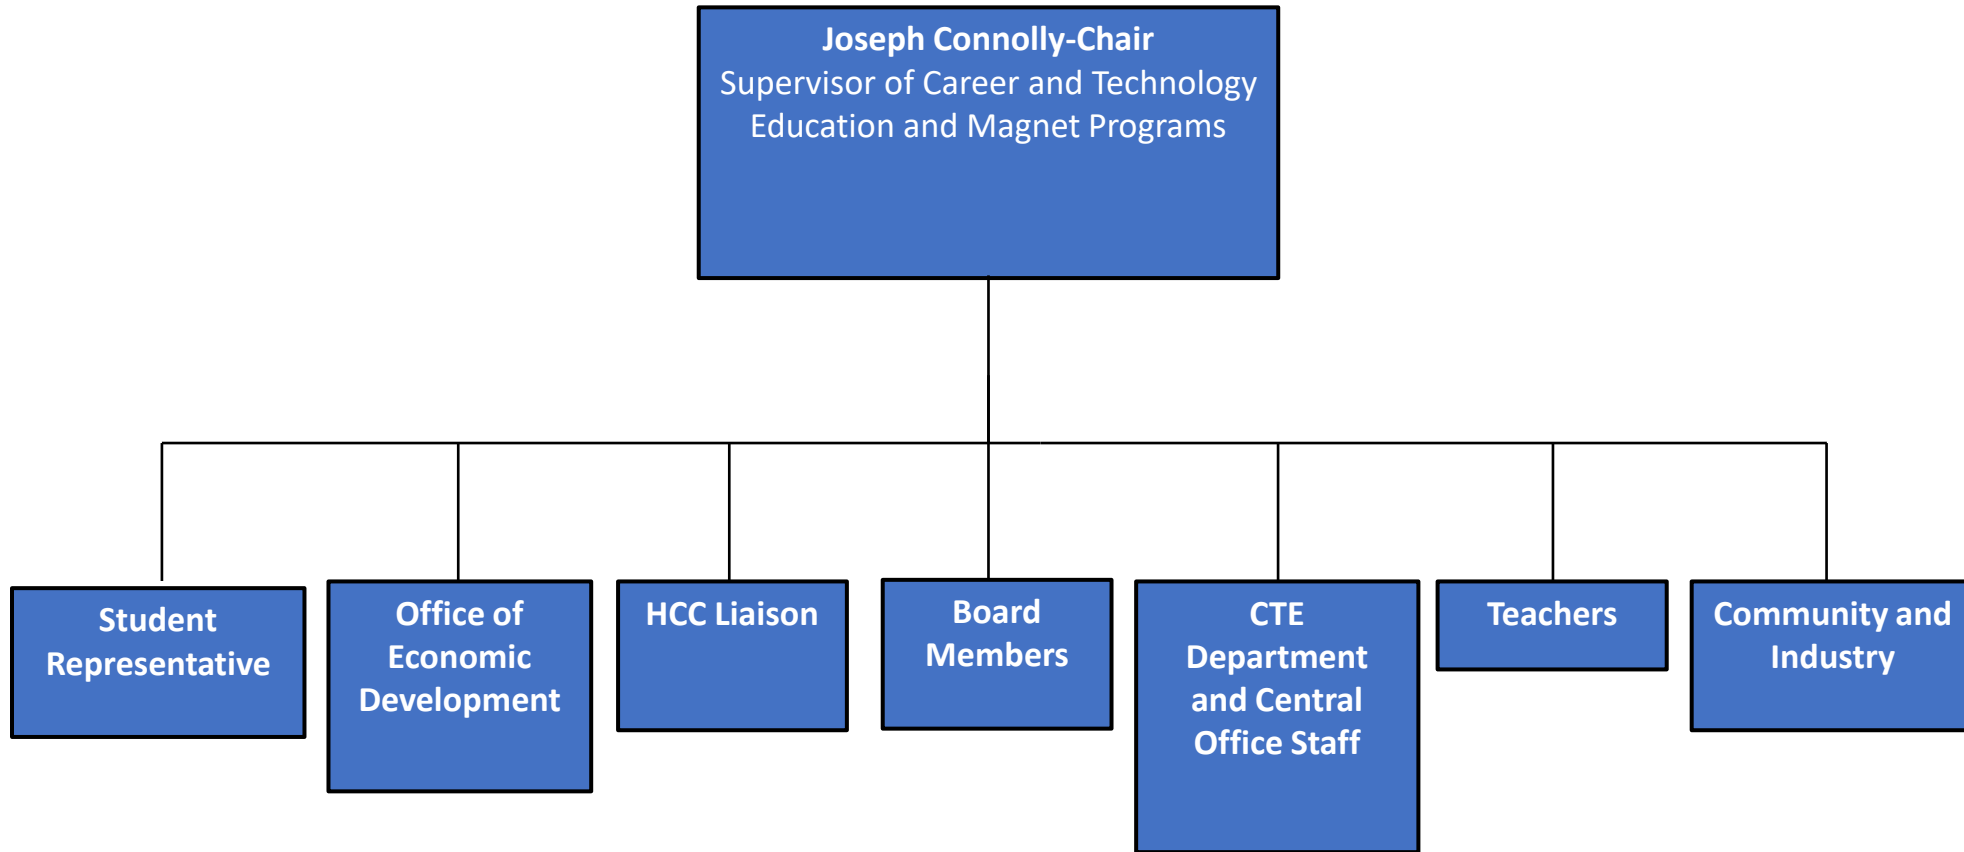 Joseph Connolly-Chair
Supervisor of Career and Technology
Education and Magnet Programs
Student
Representative
Office of
Economic
Development
HCC Liaison
Board
Members
CTE
Department
and Central
Office Staff
Teachers
Community and
Industry